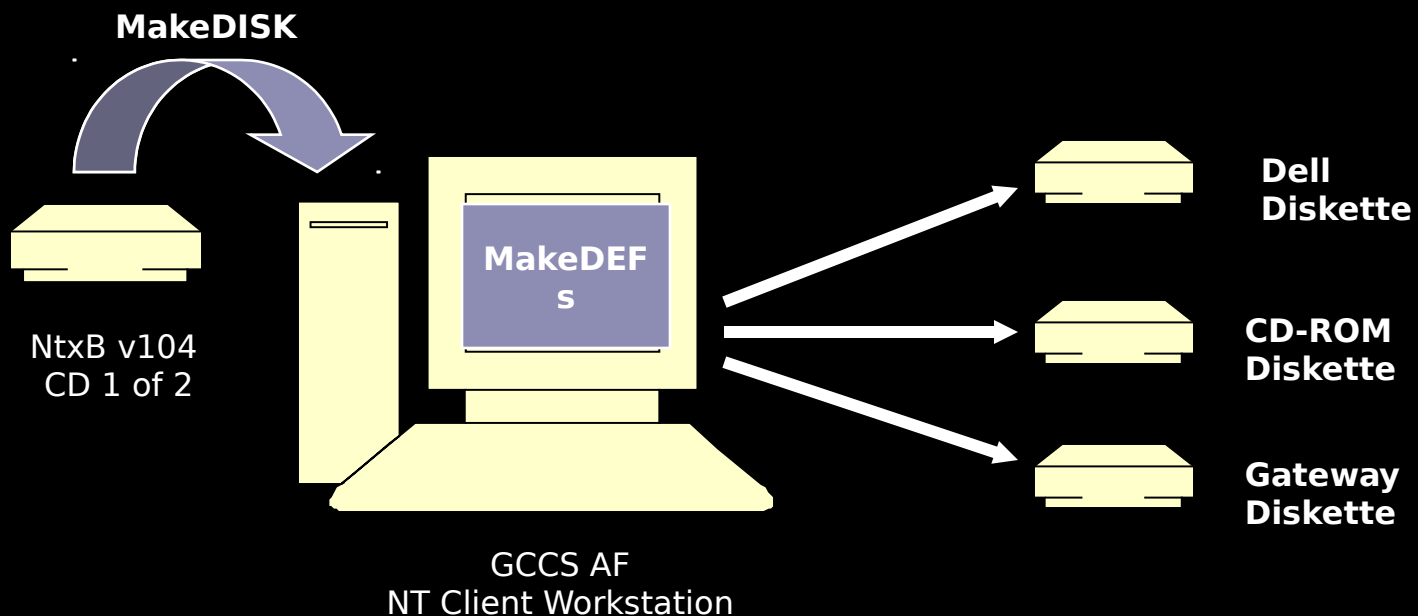 MakeDISK
NtxB v104
CD 1 of 2
MakeDEF
s
GCCS AF
NT Client Workstation
Dell
Diskette
CD-ROM
Diskette
Gateway
Diskette